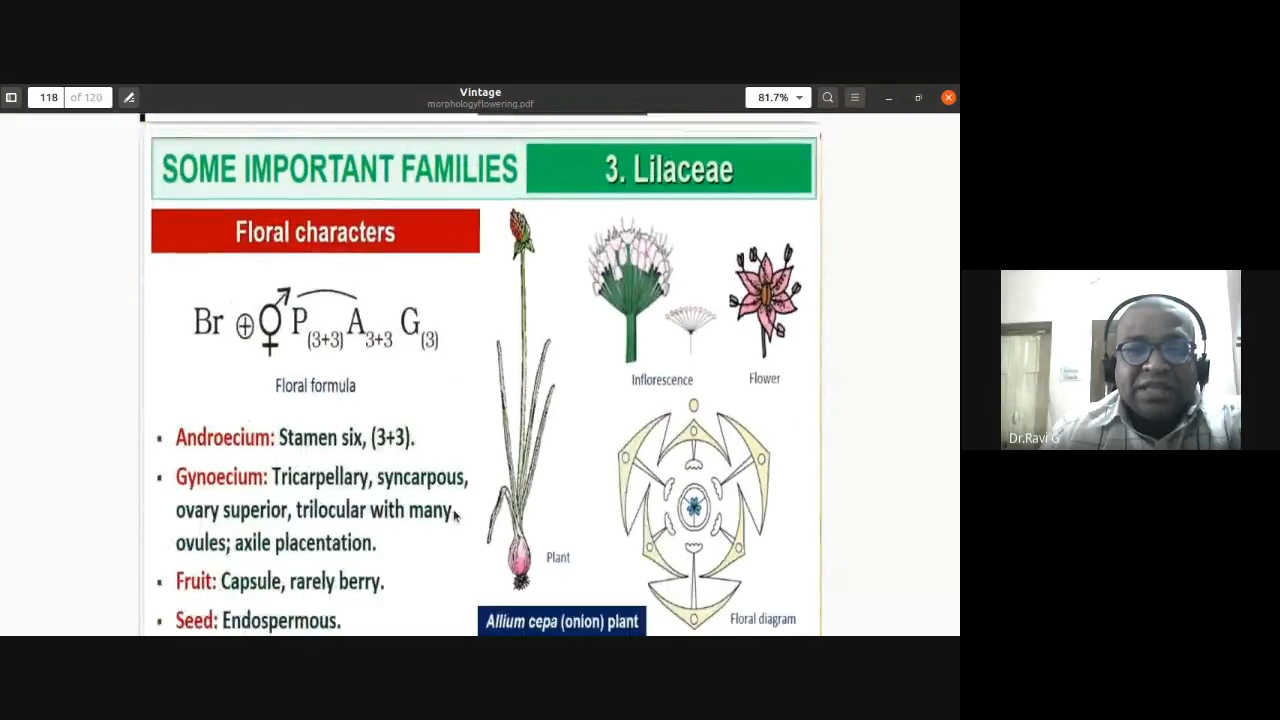 118 of 120
Vintage
morphologyflowering.pdf
81.7%
SOME IMPORTANT FAMILIES
3. Lilaceae
Floral characters
Br ⊕ ⚥ P(3+3) A3+3 G(3)
Floral formula
Inflorescence
Flower
▪ Androecium: Stamen six, (3+3).
▪ Gynoecium: Tricarpellary, syncarpous,
ovary superior, trilocular with many
ovules; axile placentation.
▪ Fruit: Capsule, rarely berry.
▪ Seed: Endospermous.
Plant
Allium cepa (onion) plant
Floral diagram
Dr.Ravi G